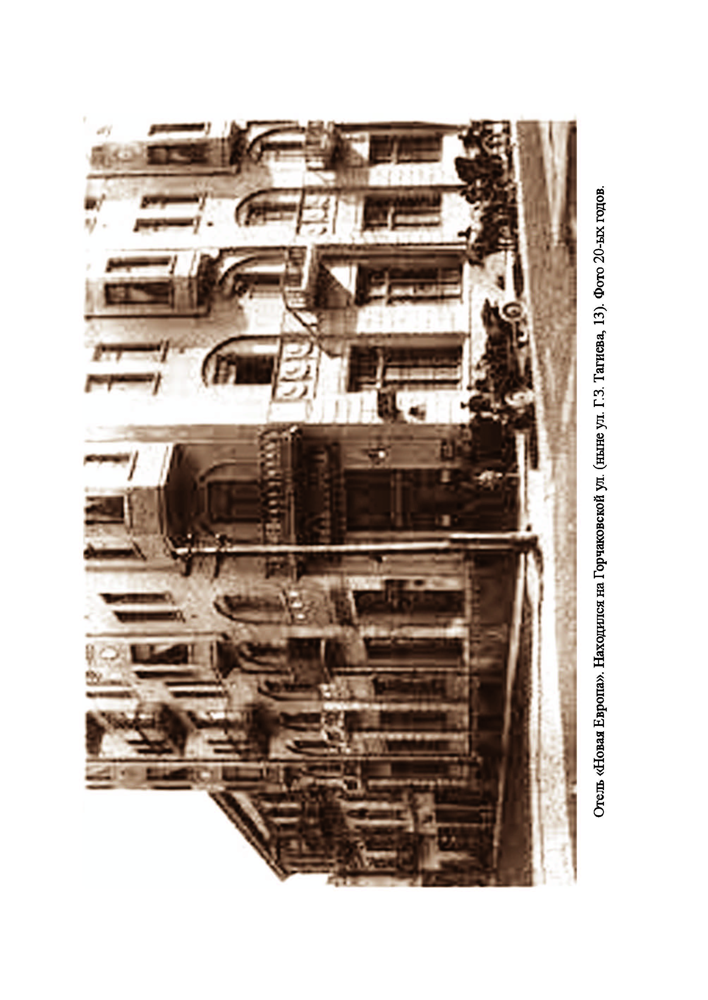 Отель «Новая Европа». Находился на Горчаковской ул. (ныне ул. Г.З. Тагиева, 13). Фото 20-ых годов.